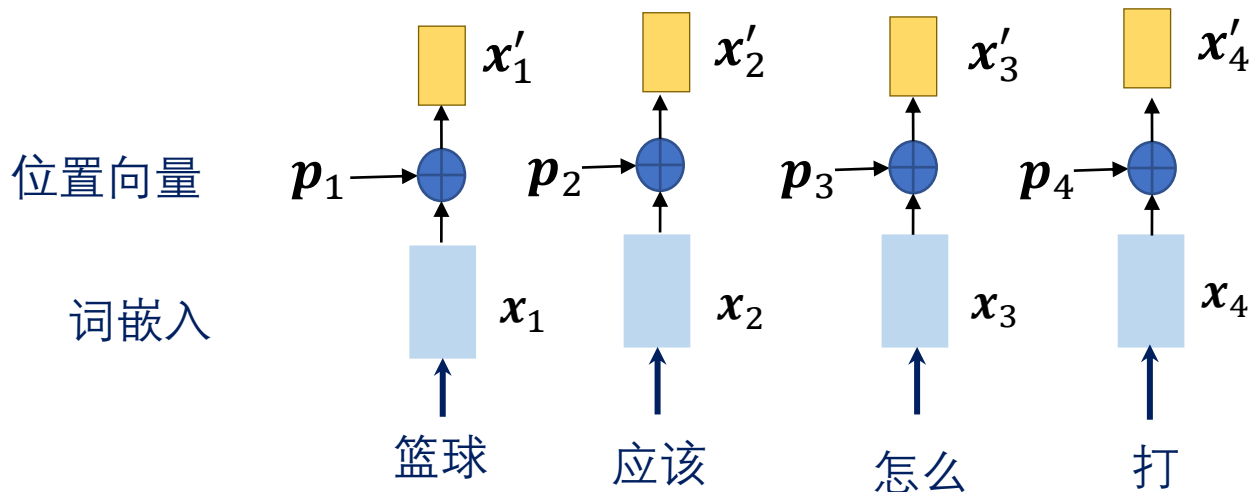 x′₁ x′₂ x′₃ x′₄
位置向量 p₁ p₂ p₃ p₄
词嵌入 x₁ x₂ x₃ x₄
篮球 应该 怎么 打